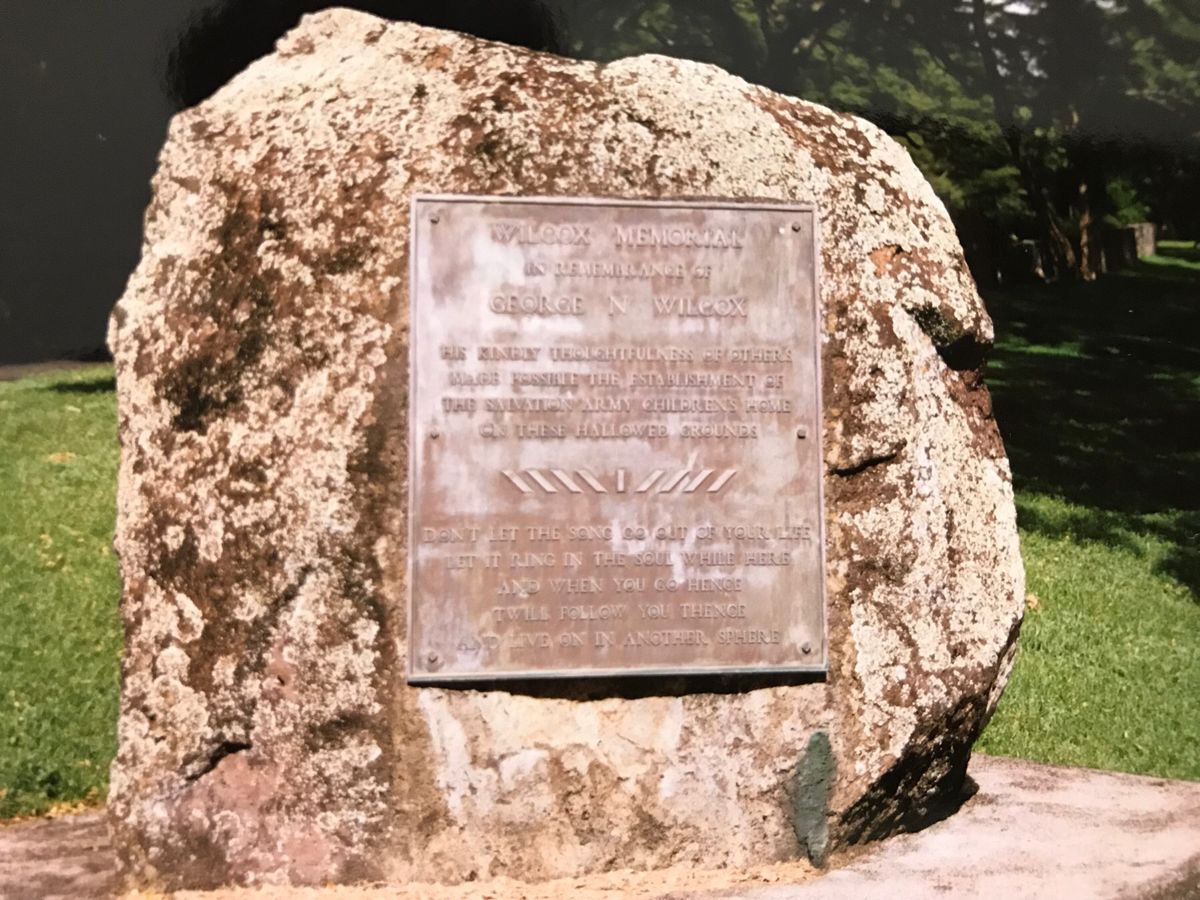 WILCOX MEMORIAL
IN REMEMBRANCE OF
GEORGE N WILCOX
HIS KINDLY THOUGHTFULNESS OF OTHERS
MADE POSSIBLE THE ESTABLISHMENT OF
THE SALVATION ARMY CHILDRENS HOME
ON THESE HALLOWED GROUNDS
DON'T LET THE SONG GO OUT OF YOUR LIFE
LET IT RING IN THE SOUL WHILE HERE
AND WHEN YOU GO HENCE
TWILL FOLLOW YOU THENCE
AND LIVE ON IN ANOTHER SPHERE